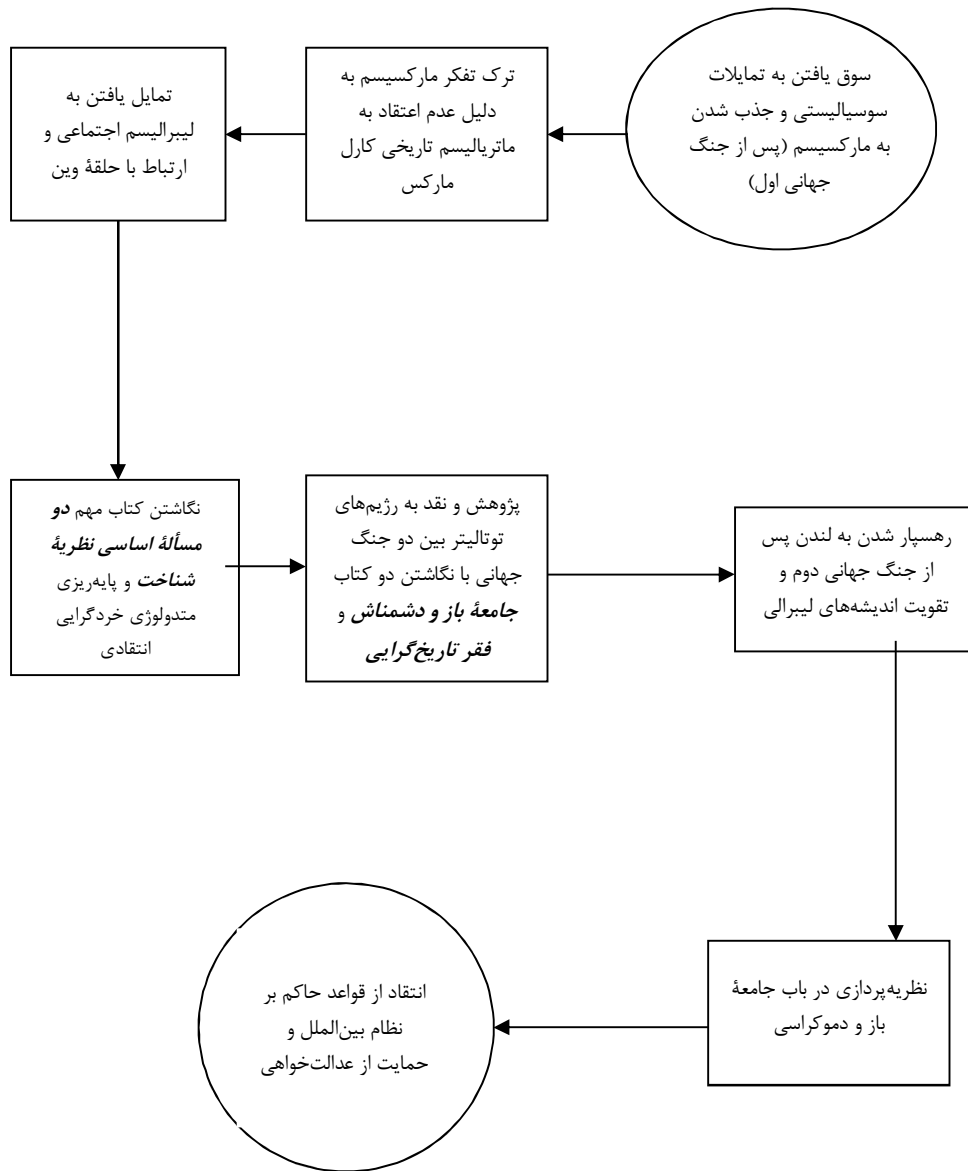 سوق یافتن به تمایلات
سوسیالیستی و جذب شدن
به مارکسیسم (پس از جنگ
جهانی اول)
ترک تفکر مارکسیسم به
دلیل عدم اعتقاد به
ماتریالیسم تاریخی کارل
مارکس
تمایل یافتن به
لیبرالیسم اجتماعی و
ارتباط با حلقۀ وین
نگاشتن کتاب مهم دو
مسألۀ اساسی نظریۀ
شناخت و پایه‌ریزی
متدولوژی خردگرایی
انتقادی
پژوهش و نقد به رژیم‌های
توتالیتر بین دو جنگ
جهانی با نگاشتن دو کتاب
جامعۀ باز و دشمناش و
فقر تاریخ‌گرایی
رهسپار شدن به لندن پس
از جنگ جهانی دوم و
تقویت اندیشه‌های لیبرالی
نظریه‌پردازی در باب جامعۀ
باز و دموکراسی
انتقاد از قواعد حاکم بر
نظام بین‌الملل و
حمایت از عدالت‌خواهی